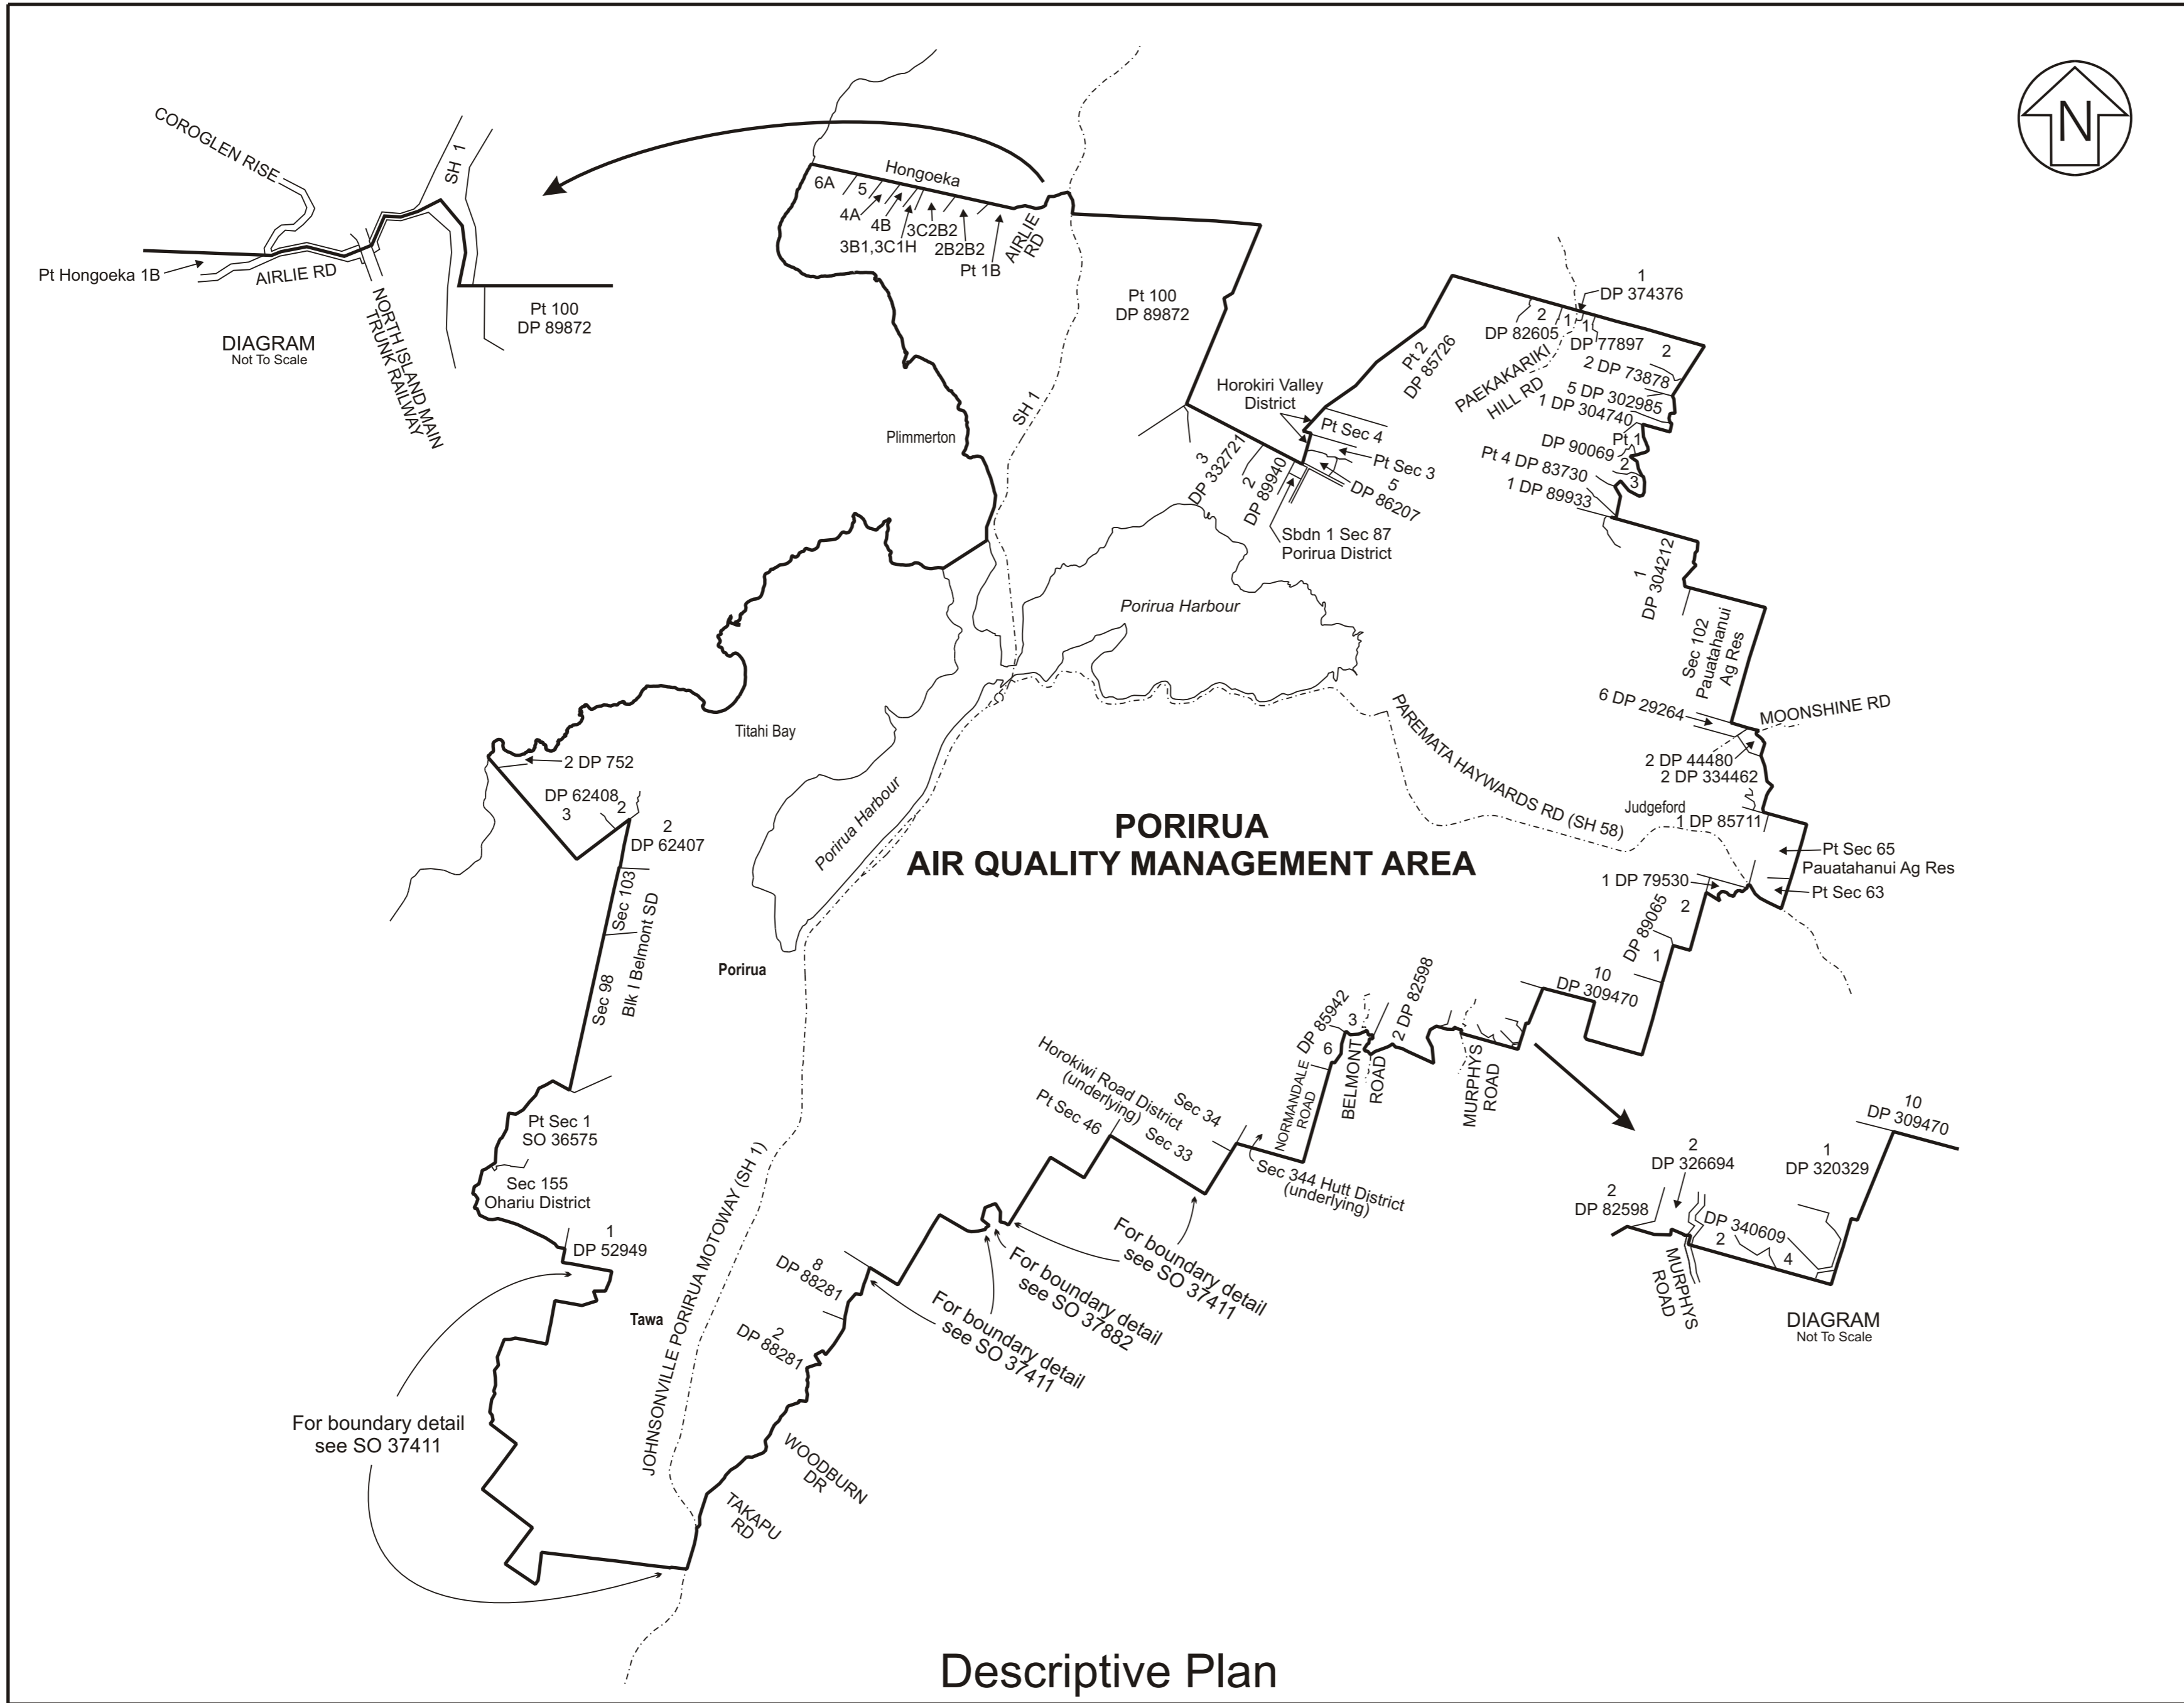 N
COROGLEN RISE
SH 1
Pt Hongoeka 1B
AIRLIE RD
NORTH ISLAND MAIN
TRUNK RAILWAY
Pt 100
DP 89872
DIAGRAM
Not To Scale
Hongoeka
6A
5
4A
4B
3B1,3C1H
3C2B2
2B2B2
Pt 1B
AIRLIE
RD
Pt 100
DP 89872
SH 1
Plimmerton
Horokiri Valley
District
Pt 2
DP 85726
Pt Sec 4
Pt Sec 3
5
DP 86207
3
DP 332721
2
DP 89940
Sbdn 1 Sec 87
Porirua District
1
DP 374376
2
DP 82605
1
1
DP 77897
2
PAEKAKARIKI
HILL RD
2 DP 73878
5 DP 302985
1 DP 304740
Pt 1
DP 90069
2
3
Pt 4 DP 83730
1 DP 89933
1
DP 304212
Sec 102
Pauatahanui
Ag Res
6 DP 29264
MOONSHINE RD
2 DP 44480
2 DP 334462
Judgeford
1 DP 85711
Pt Sec 65
Pauatahanui Ag Res
Pt Sec 63
1 DP 79530
2
DP 89065
1
10
DP 309470
Porirua Harbour
PAREMATA HAYWARDS RD (SH 58)
Titahi Bay
Porirua Harbour
2 DP 752
DP 62408
3
2
2
DP 62407
Sec 103
Sec 98
Blk I Belmont SD
PORIRUA
AIR QUALITY MANAGEMENT AREA
Porirua
Pt Sec 1
SO 36575
Sec 155
Ohariu District
1
DP 52949
Tawa
JOHNSONVILLE PORIRUA MOTOWAY (SH 1)
For boundary detail
see SO 37411
8
DP 88281
2
DP 88281
WOODBURN
DR
TAKAPU
RD
For boundary detail
see SO 37411
For boundary detail
see SO 37882
For boundary detail
see SO 37411
Horokiwi Road District
(underlying)
Pt Sec 46
Sec 33
Sec 34
Sec 344 Hutt District
(underlying)
NORMANDALE
ROAD
DP 85942
6
3
BELMONT
ROAD
2 DP 82598
MURPHYS
ROAD
10
DP 309470
1
DP 320329
2
DP 326694
2
DP 82598
DP 340609
2
4
MURPHYS
ROAD
DIAGRAM
Not To Scale
Descriptive Plan